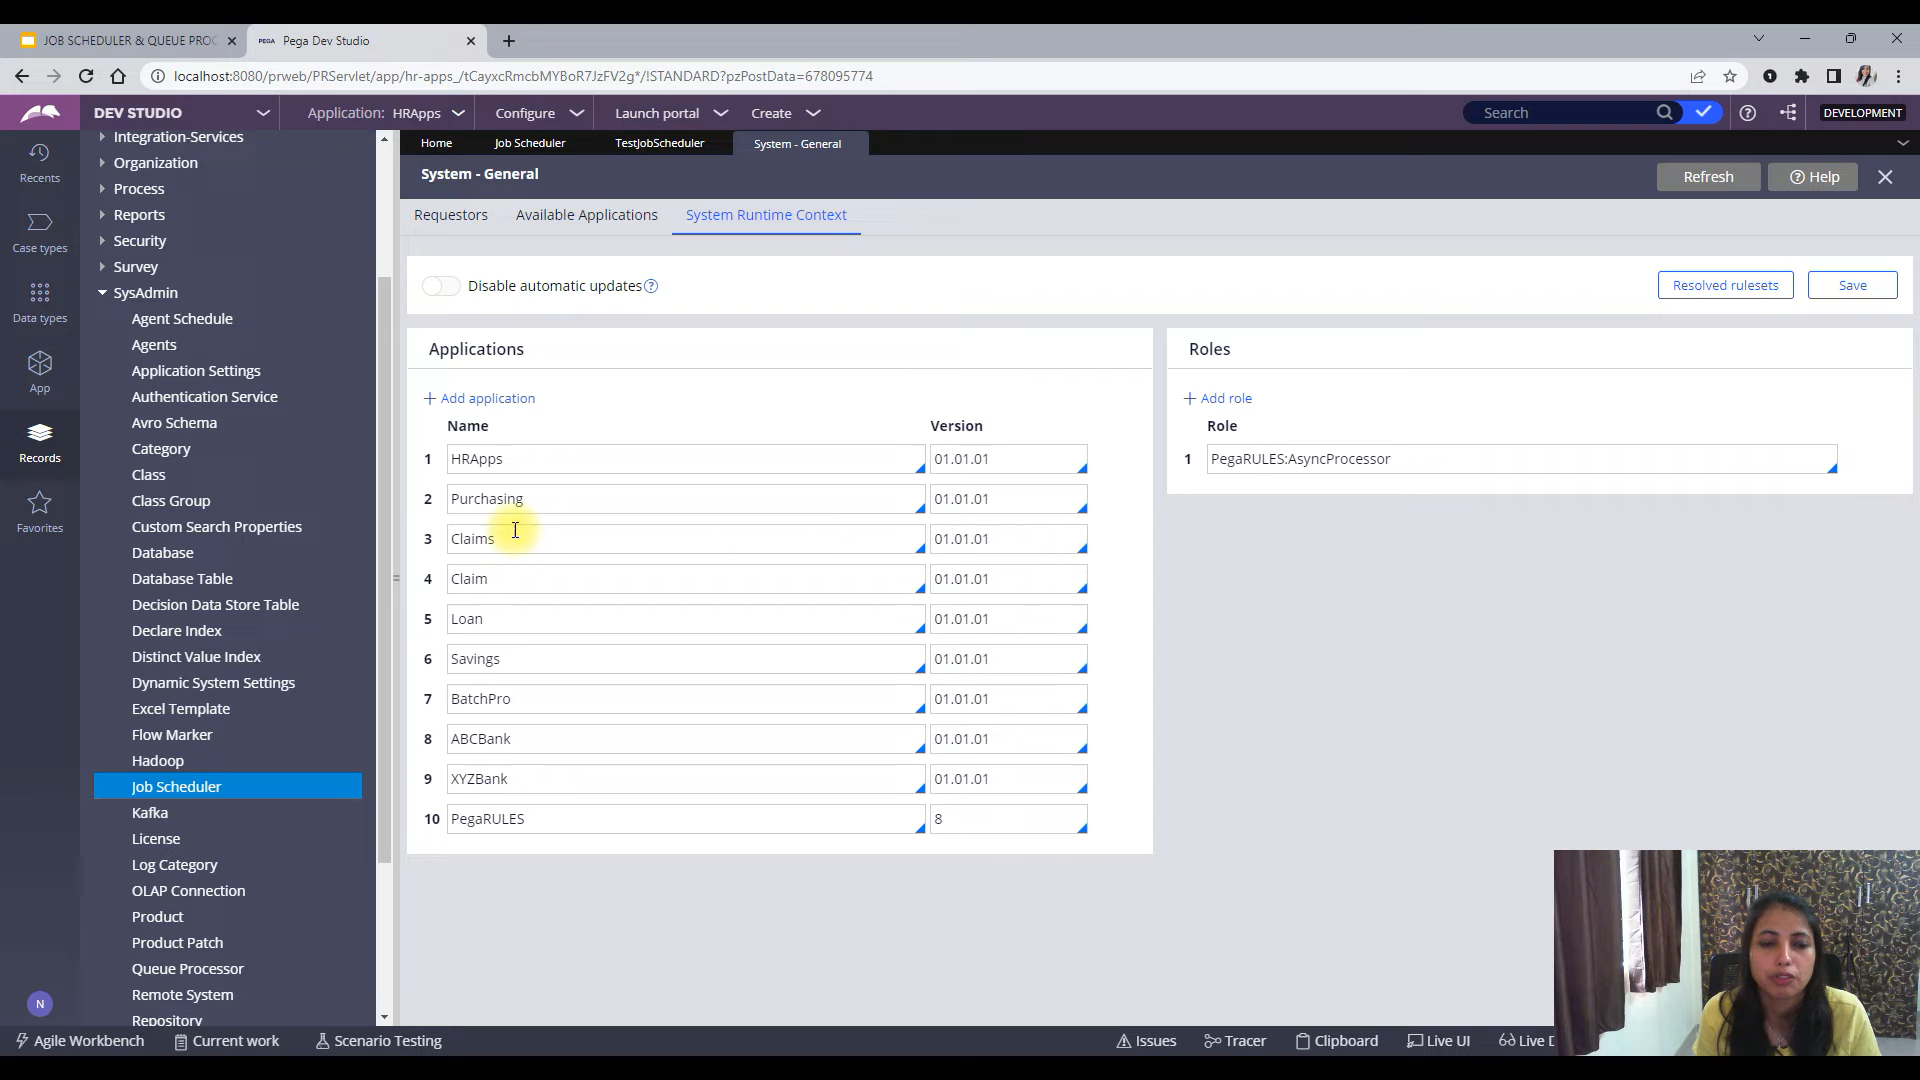 JOB SCHEDULER & QUEUE PROC
PEGA Pega Dev Studio
localhost:8080/prweb/PRServlet/app/hr-apps_/tCayxcRmcbMYBoR7JzFV2g*/!STANDARD?pzPostData=678095774
DEV STUDIO
Application: HRApps
Configure
Launch portal
Create
Search
DEVELOPMENT
Recents
Case types
Data types
App
Records
Favorites
N
Integration-Services
Organization
Process
Reports
Security
Survey
SysAdmin
Agent Schedule
Agents
Application Settings
Authentication Service
Avro Schema
Category
Class
Class Group
Custom Search Properties
Database
Database Table
Decision Data Store Table
Declare Index
Distinct Value Index
Dynamic System Settings
Excel Template
Flow Marker
Hadoop
Job Scheduler
Kafka
License
Log Category
OLAP Connection
Product
Product Patch
Queue Processor
Remote System
Repository
Home Job Scheduler TestJobScheduler System - General
System - General
Refresh
Help
Requestors Available Applications System Runtime Context
Disable automatic updates
Resolved rulesets
Save
Applications
+ Add application
Name Version
1 HRApps 01.01.01
2 Purchasing 01.01.01
3 Claims 01.01.01
4 Claim 01.01.01
5 Loan 01.01.01
6 Savings 01.01.01
7 BatchPro 01.01.01
8 ABCBank 01.01.01
9 XYZBank 01.01.01
10 PegaRULES 8
Roles
+ Add role
Role
1 PegaRULES:AsyncProcessor
Agile Workbench Current work Scenario Testing
Issues Tracer Clipboard Live UI Live D